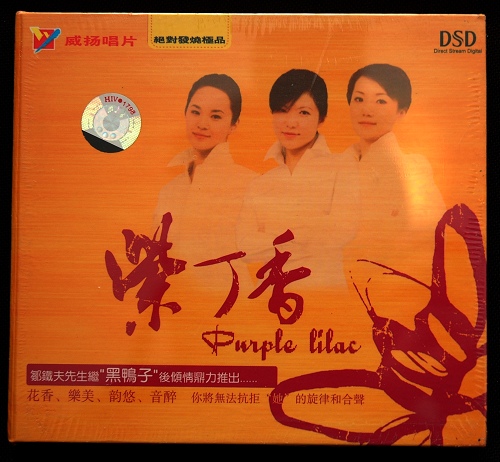 威扬唱片
絕對發燒極品
DSD
Direct Stream Digital
紫丁香
Purple lilac
鄒鐵夫先生繼"黑鴨子"後傾情鼎力推出......
花香、樂美、韵悠、音醉 你將無法抗拒"她"的旋律和合聲